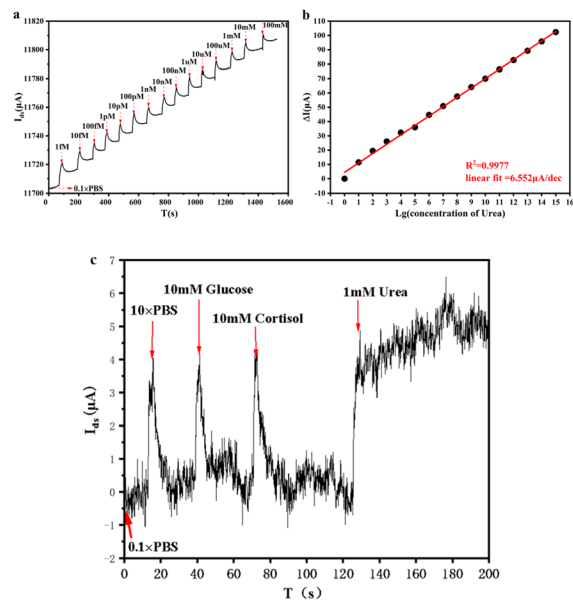 a
11820
11800
11780
11760
11740
11720
11700
I_ds(μA)
0 200 400 600 800 1000 1200 1400 1600
T(s)
0.1×PBS
1fM
10fM
100fM
1pM
10pM
100pM
1nM
10nM
100nM
1uM
10uM
100uM
1mM
10mM
100mM
b
110
100
90
80
70
60
50
40
30
20
10
0
-10
ΔI(μA)
-1 0 1 2 3 4 5 6 7 8 9 10 11 12 13 14 15 16
Lg(concentration of Urea)
R²=0.9977
linear fit =6.552μA/dec
c
7
6
5
4
3
2
1
0
-1
-2
I_ds(μA)
0 20 40 60 80 100 120 140 160 180 200
T (s)
0.1×PBS
10×PBS
10mM Glucose
10mM Cortisol
1mM Urea